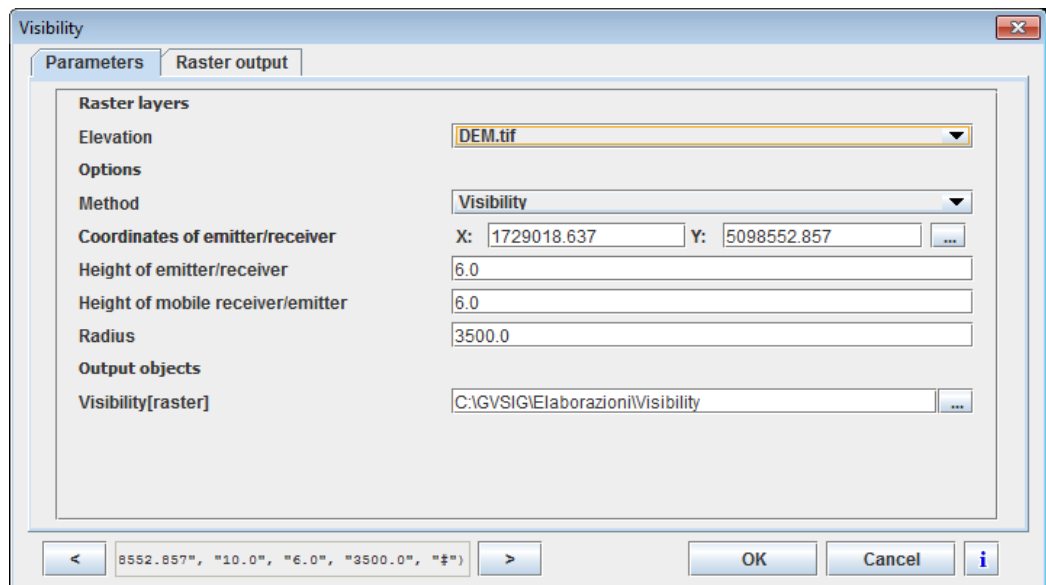 Visibility
Parameters Raster output
Raster layers
Elevation DEM.tif
Options
Method Visibility
Coordinates of emitter/receiver X: 1729018.637 Y: 5098552.857 ...
Height of emitter/receiver 6.0
Height of mobile receiver/emitter 6.0
Radius 3500.0
Output objects
Visibility[raster] C:\GVSIG\Elaborazioni\Visibility ...
< 8552.857", "10.0", "6.0", "3500.0", "#") > OK Cancel i